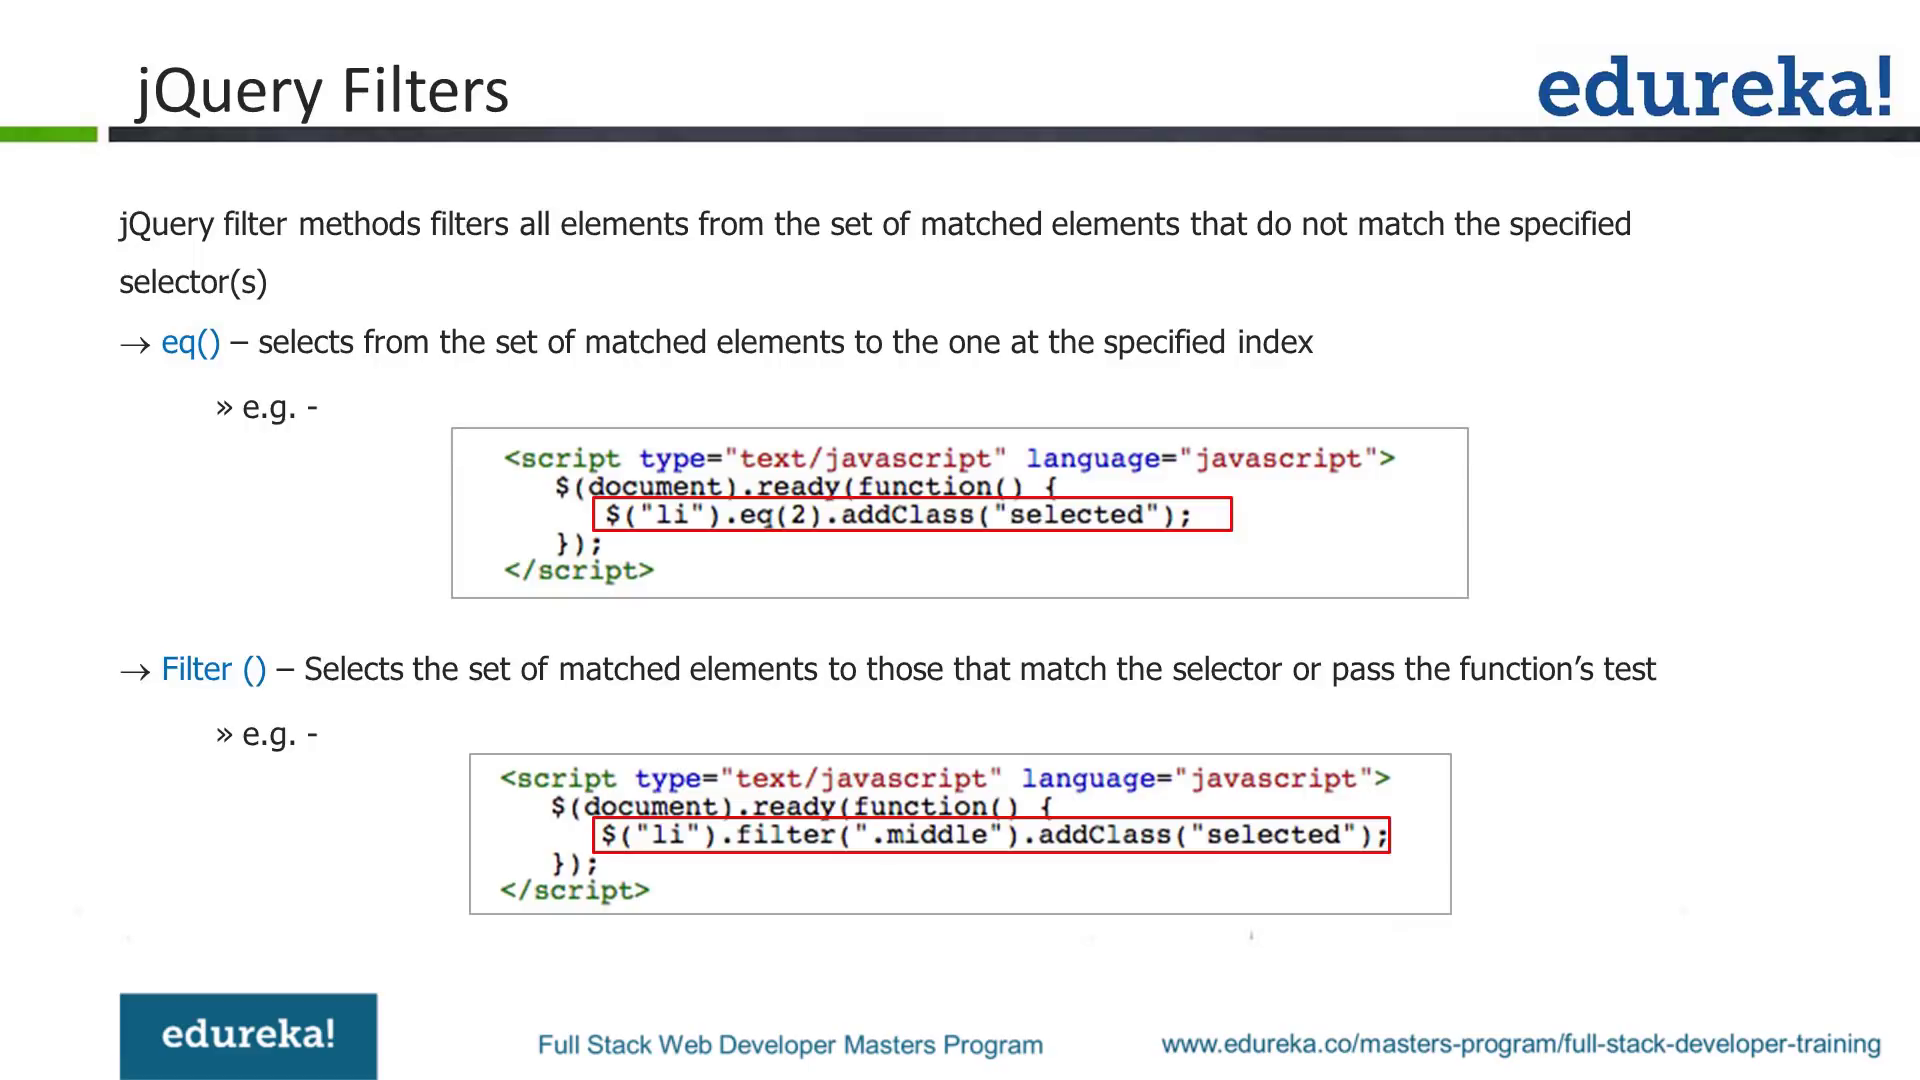 jQuery Filters
edureka!
jQuery filter methods filters all elements from the set of matched elements that do not match the specified
selector(s)
→ eq() – selects from the set of matched elements to the one at the specified index
» e.g. -
<script type="text/javascript" language="javascript">
$(document).ready(function() {
$("li").eq(2).addClass("selected");
});
</script>
→ Filter () – Selects the set of matched elements to those that match the selector or pass the function’s test
» e.g. -
<script type="text/javascript" language="javascript">
$(document).ready(function() {
$("li").filter(".middle").addClass("selected");
});
</script>
edureka!
Full Stack Web Developer Masters Program
www.edureka.co/masters-program/full-stack-developer-training